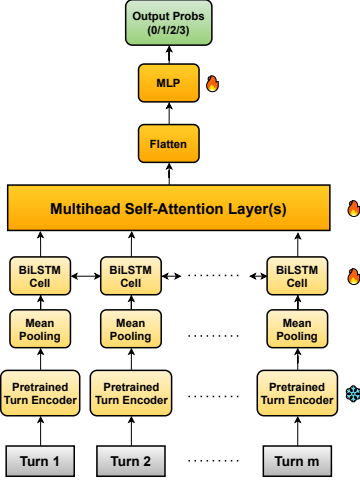 Output Probs
(0/1/2/3)
MLP
Flatten
Multihead Self-Attention Layer(s)
BiLSTM
Cell
BiLSTM
Cell
BiLSTM
Cell
Mean
Pooling
Mean
Pooling
Mean
Pooling
Pretrained
Turn Encoder
Pretrained
Turn Encoder
Pretrained
Turn Encoder
Turn 1
Turn 2
Turn m